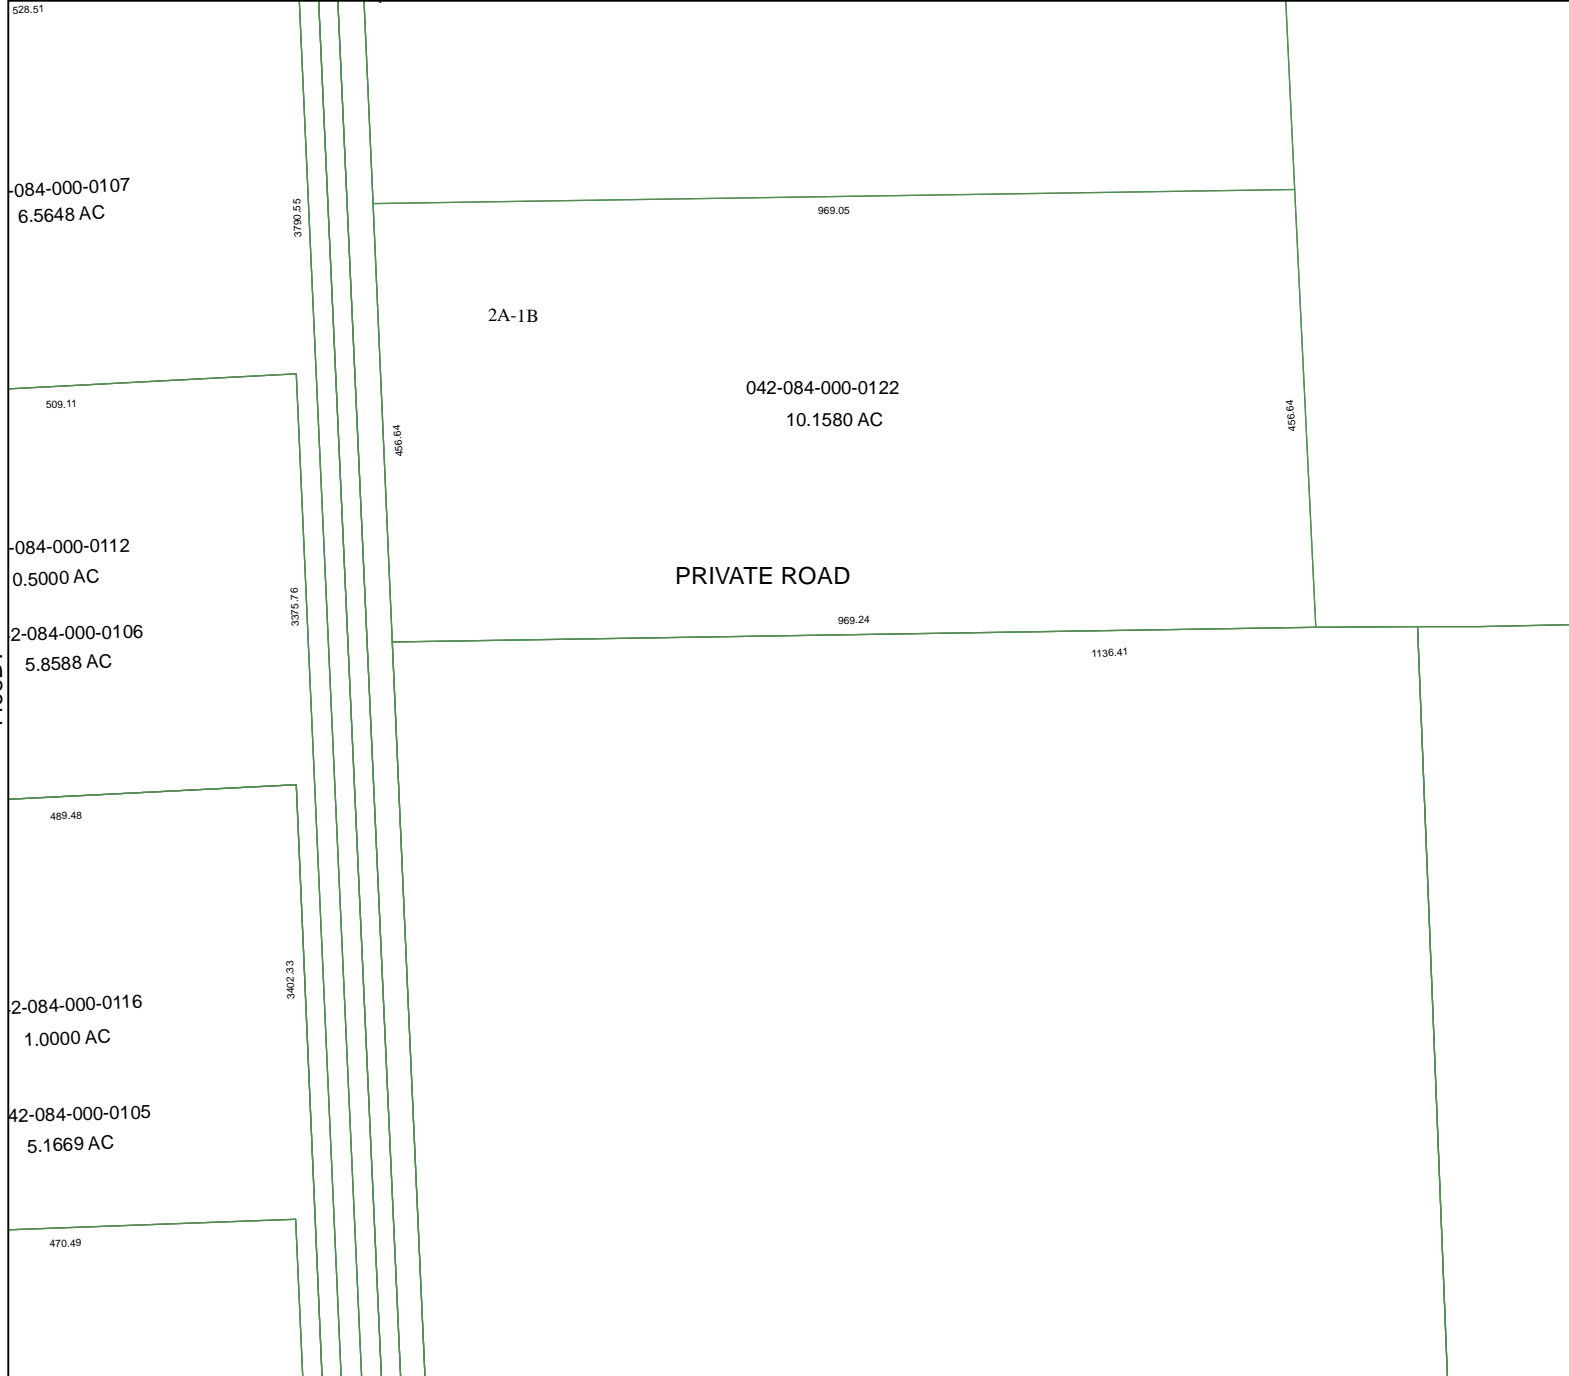 528.51
-084-000-0107
6.5648 AC
3790.55
969.05
2A-1B
042-084-000-0122
10.1580 AC
509.11
456.64
456.64
-084-000-0112
0.5000 AC
PRIVATE ROAD
3375.76
969.24
2-084-000-0106
5.8588 AC
1136.41
489.48
3402.33
2-084-000-0116
1.0000 AC
42-084-000-0105
5.1669 AC
470.49